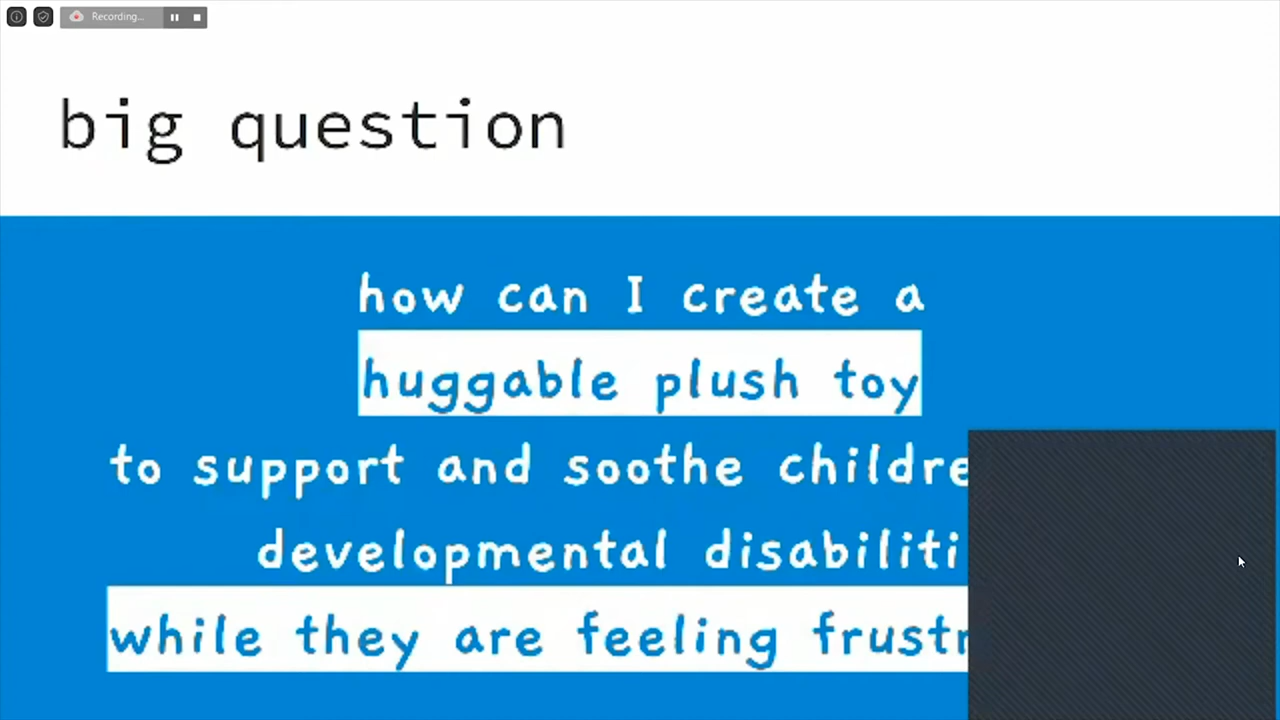 Recording...
big question
how can I create a
huggable plush toy
to support and soothe
developmental
while they are feeling